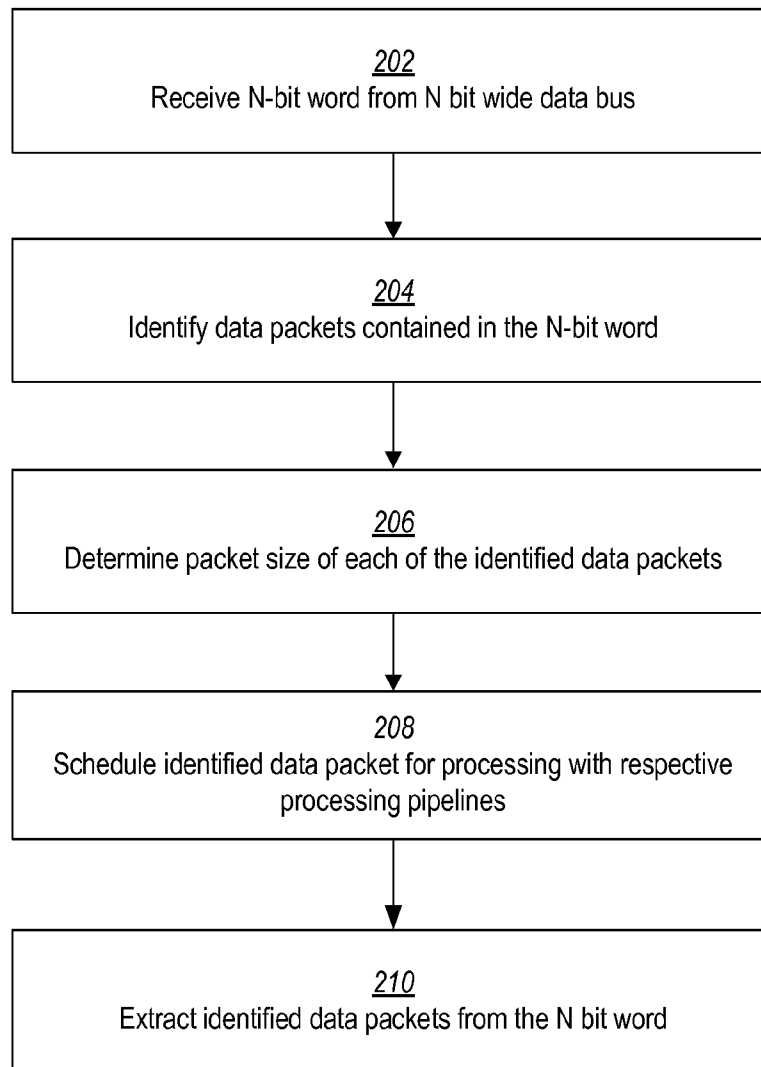 202
Receive N-bit word from N bit wide data bus
204
Identify data packets contained in the N-bit word
206
Determine packet size of each of the identified data packets
208
Schedule identified data packet for processing with respective
processing pipelines
210
Extract identified data packets from the N bit word